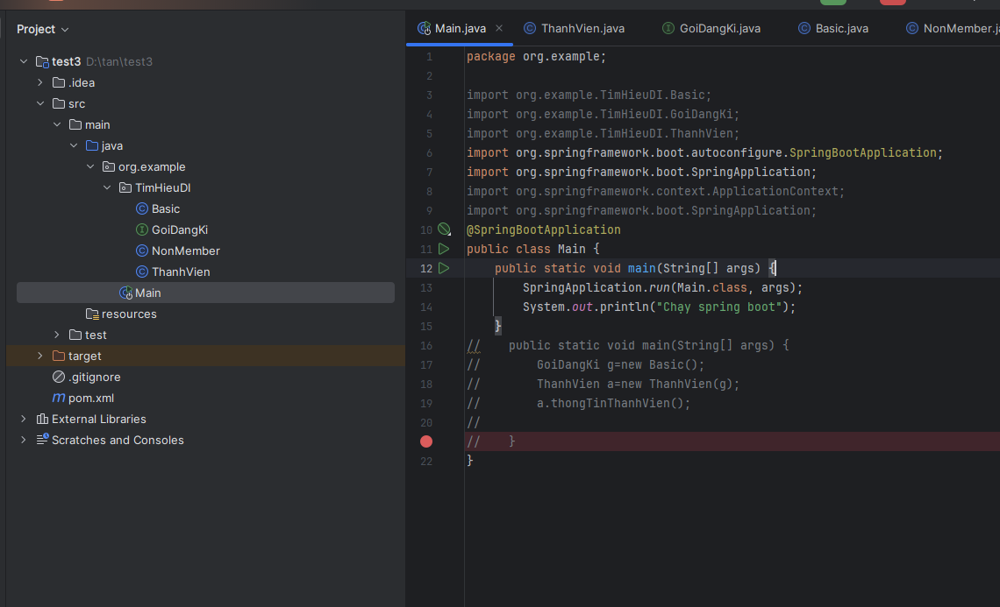 Project
test3 D:\tan\test3
.idea
src
main
java
org.example
TimHieuDI
Basic
GoiDangKi
NonMember
ThanhVien
Main
resources
test
target
.gitignore
pom.xml
External Libraries
Scratches and Consoles
Main.java ThanhVien.java GoiDangKi.java Basic.java NonMember.ja
1 package org.example;
2
3 import org.example.TimHieuDI.Basic;
4 import org.example.TimHieuDI.GoiDangKi;
5 import org.example.TimHieuDI.ThanhVien;
6 import org.springframework.boot.autoconfigure.SpringBootApplication;
7 import org.springframework.boot.SpringApplication;
8 import org.springframework.context.ApplicationContext;
9 import org.springframework.boot.SpringApplication;
10 @SpringBootApplication
11 public class Main {
12 public static void main(String[] args) {
13 SpringApplication.run(Main.class, args);
14 System.out.println("Chạy spring boot");
15 }
16 // public static void main(String[] args) {
17 // GoiDangKi g=new Basic();
18 // ThanhVien a=new ThanhVien(g);
19 // a.thongTinThanhVien();
20 //
// }
22 }